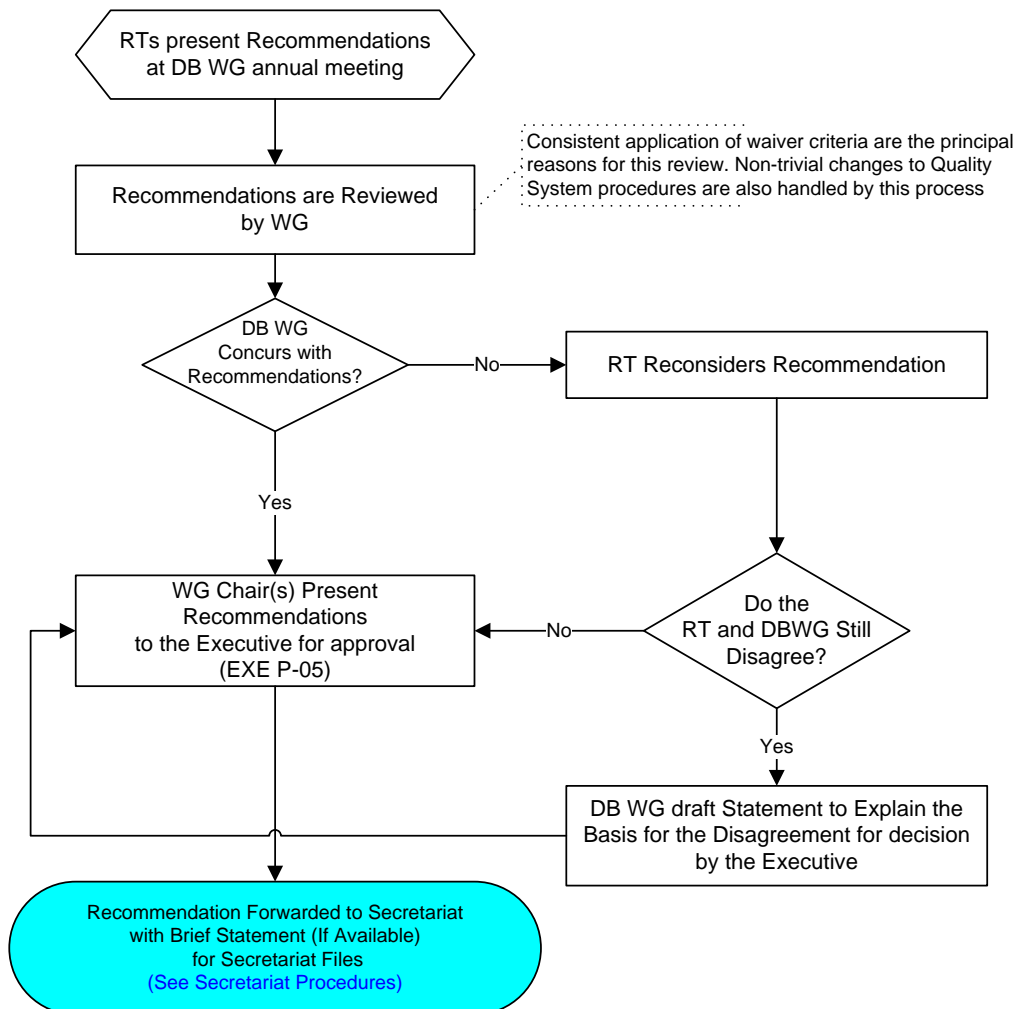 RTs present Recommendations
at DB WG annual meeting
Consistent application of waiver criteria are the principal
reasons for this review. Non-trivial changes to Quality
System procedures are also handled by this process
Recommendations are Reviewed
by WG
DB WG
Concurs with
Recommendations?
No
RT Reconsiders Recommendation
Yes
WG Chair(s) Present
Recommendations
to the Executive for approval
(EXE P-05)
No
Do the
RT and DBWG Still
Disagree?
Yes
DB WG draft Statement to Explain the
Basis for the Disagreement for decision
by the Executive
Recommendation Forwarded to Secretariat
with Brief Statement (If Available)
for Secretariat Files
(See Secretariat Procedures)